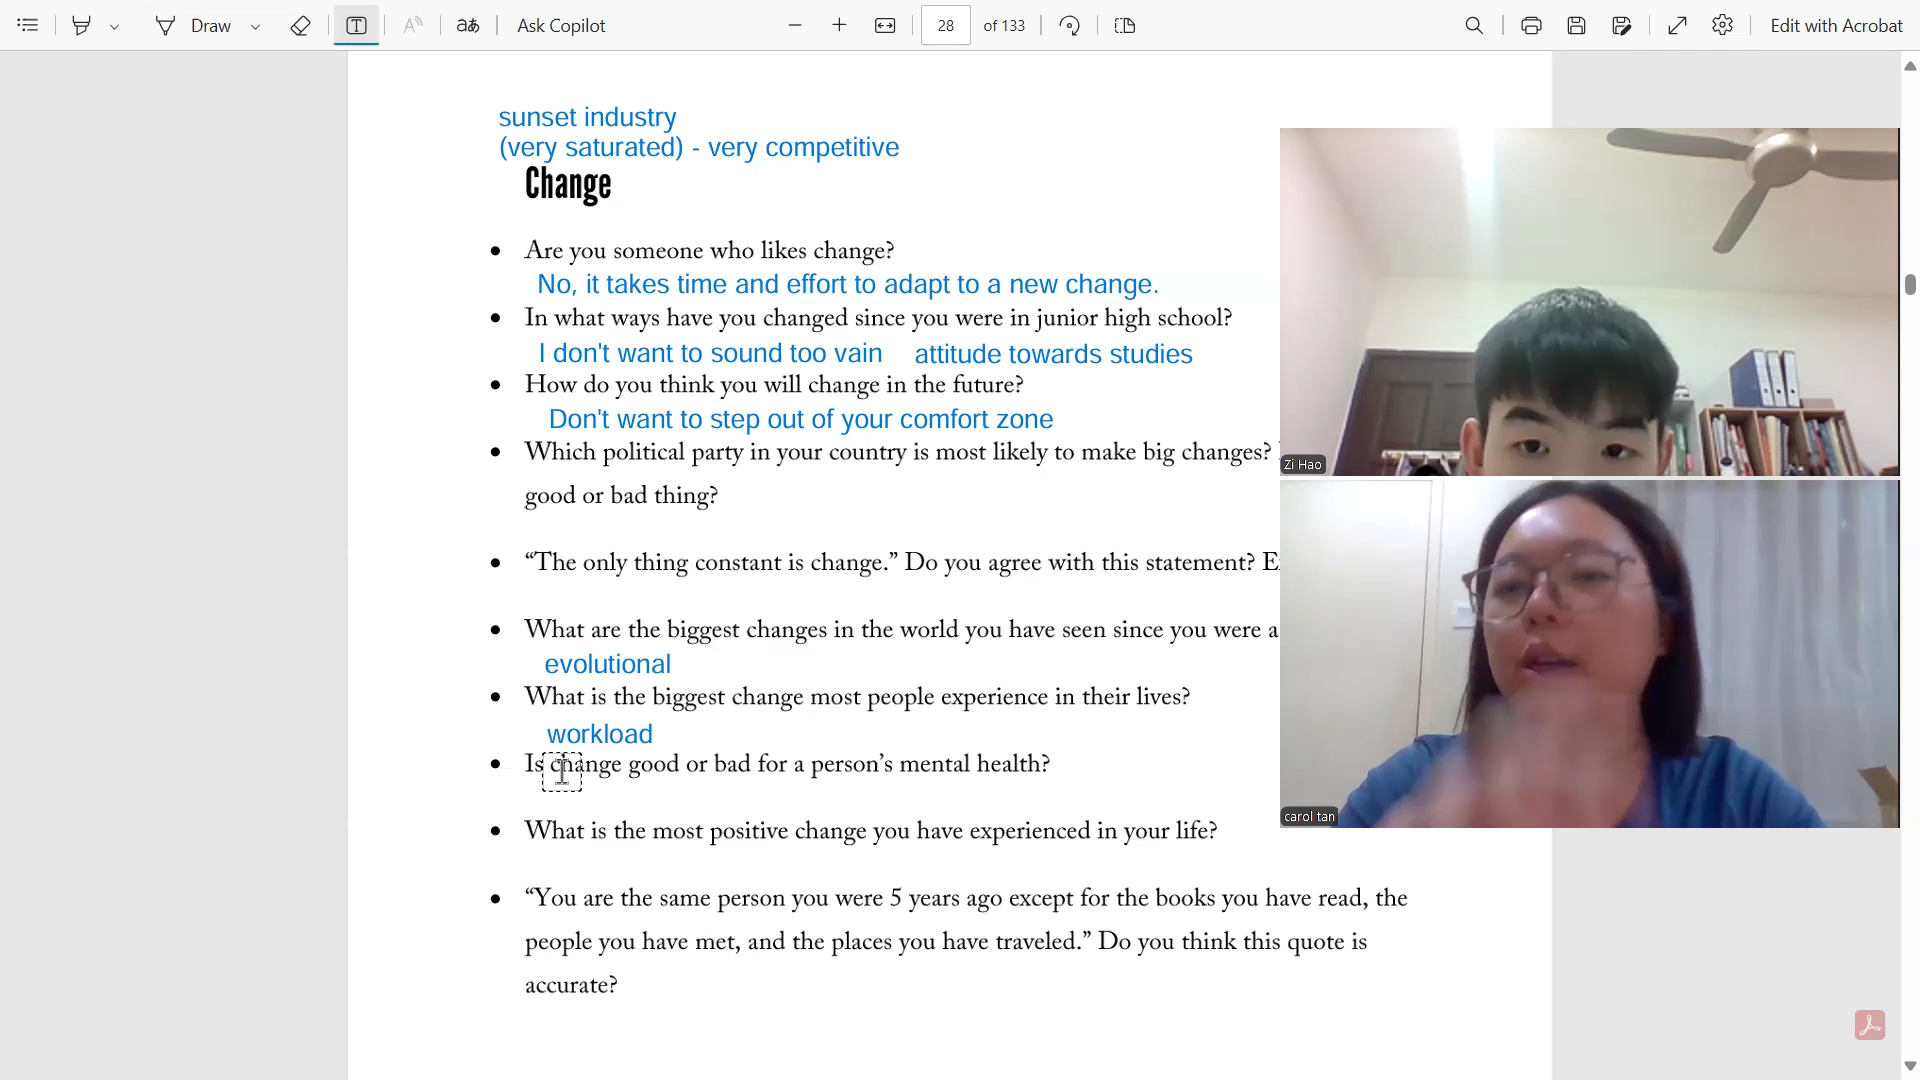 Draw
Ask Copilot
28 of 133
Edit with Acrobat
sunset industry
(very saturated) - very competitive
Change
• Are you someone who likes change?
No, it takes time and effort to adapt to a new change.
• In what ways have you changed since you were in junior high school?
I don't want to sound too vain attitude towards studies
• How do you think you will change in the future?
Don't want to step out of your comfort zone
• Which political party in your country is most likely to make big changes?
good or bad thing?
• “The only thing constant is change.” Do you agree with this statement?
• What are the biggest changes in the world you have seen since you were a
evolutional
• What is the biggest change most people experience in their lives?
workload
• Is change good or bad for a person’s mental health?
• What is the most positive change you have experienced in your life?
• “You are the same person you were 5 years ago except for the books you have read, the
people you have met, and the places you have traveled.” Do you think this quote is
accurate?
Zi Hao
carol tan